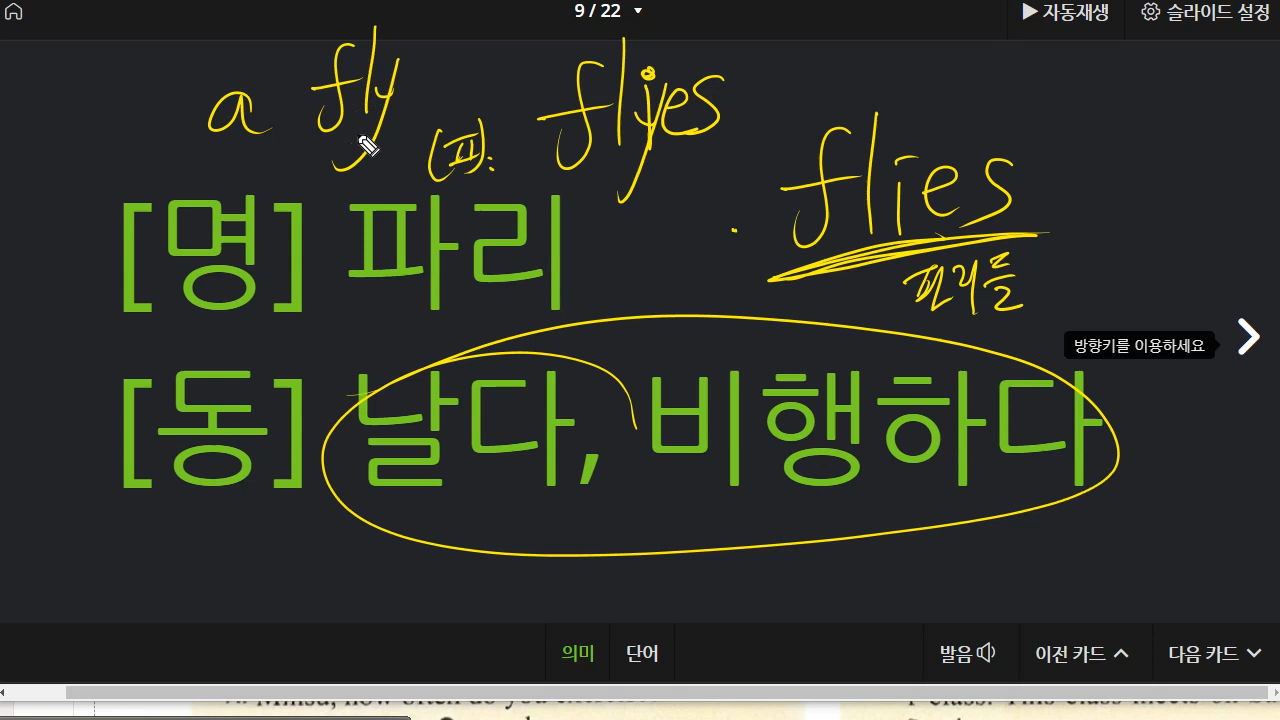 9 / 22
자동재생
슬라이드 설정
a fly
(파).
flyes
flies
파리들
[명] 파리
방향키를 이용하세요
[동] 날다, 비행하다
의미
단어
발음
이전 카드
다음 카드